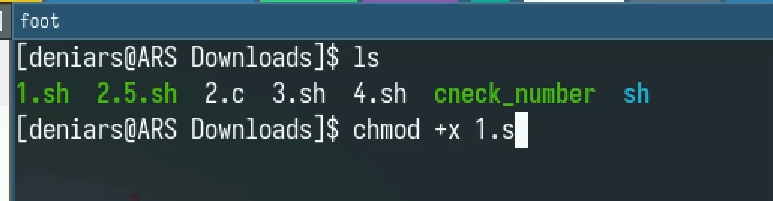 foot
[deniars@ARS Downloads]$ ls
1.sh 2.5.sh 2.c 3.sh 4.sh cneck_number sh
[deniars@ARS Downloads]$ chmod +x 1.s